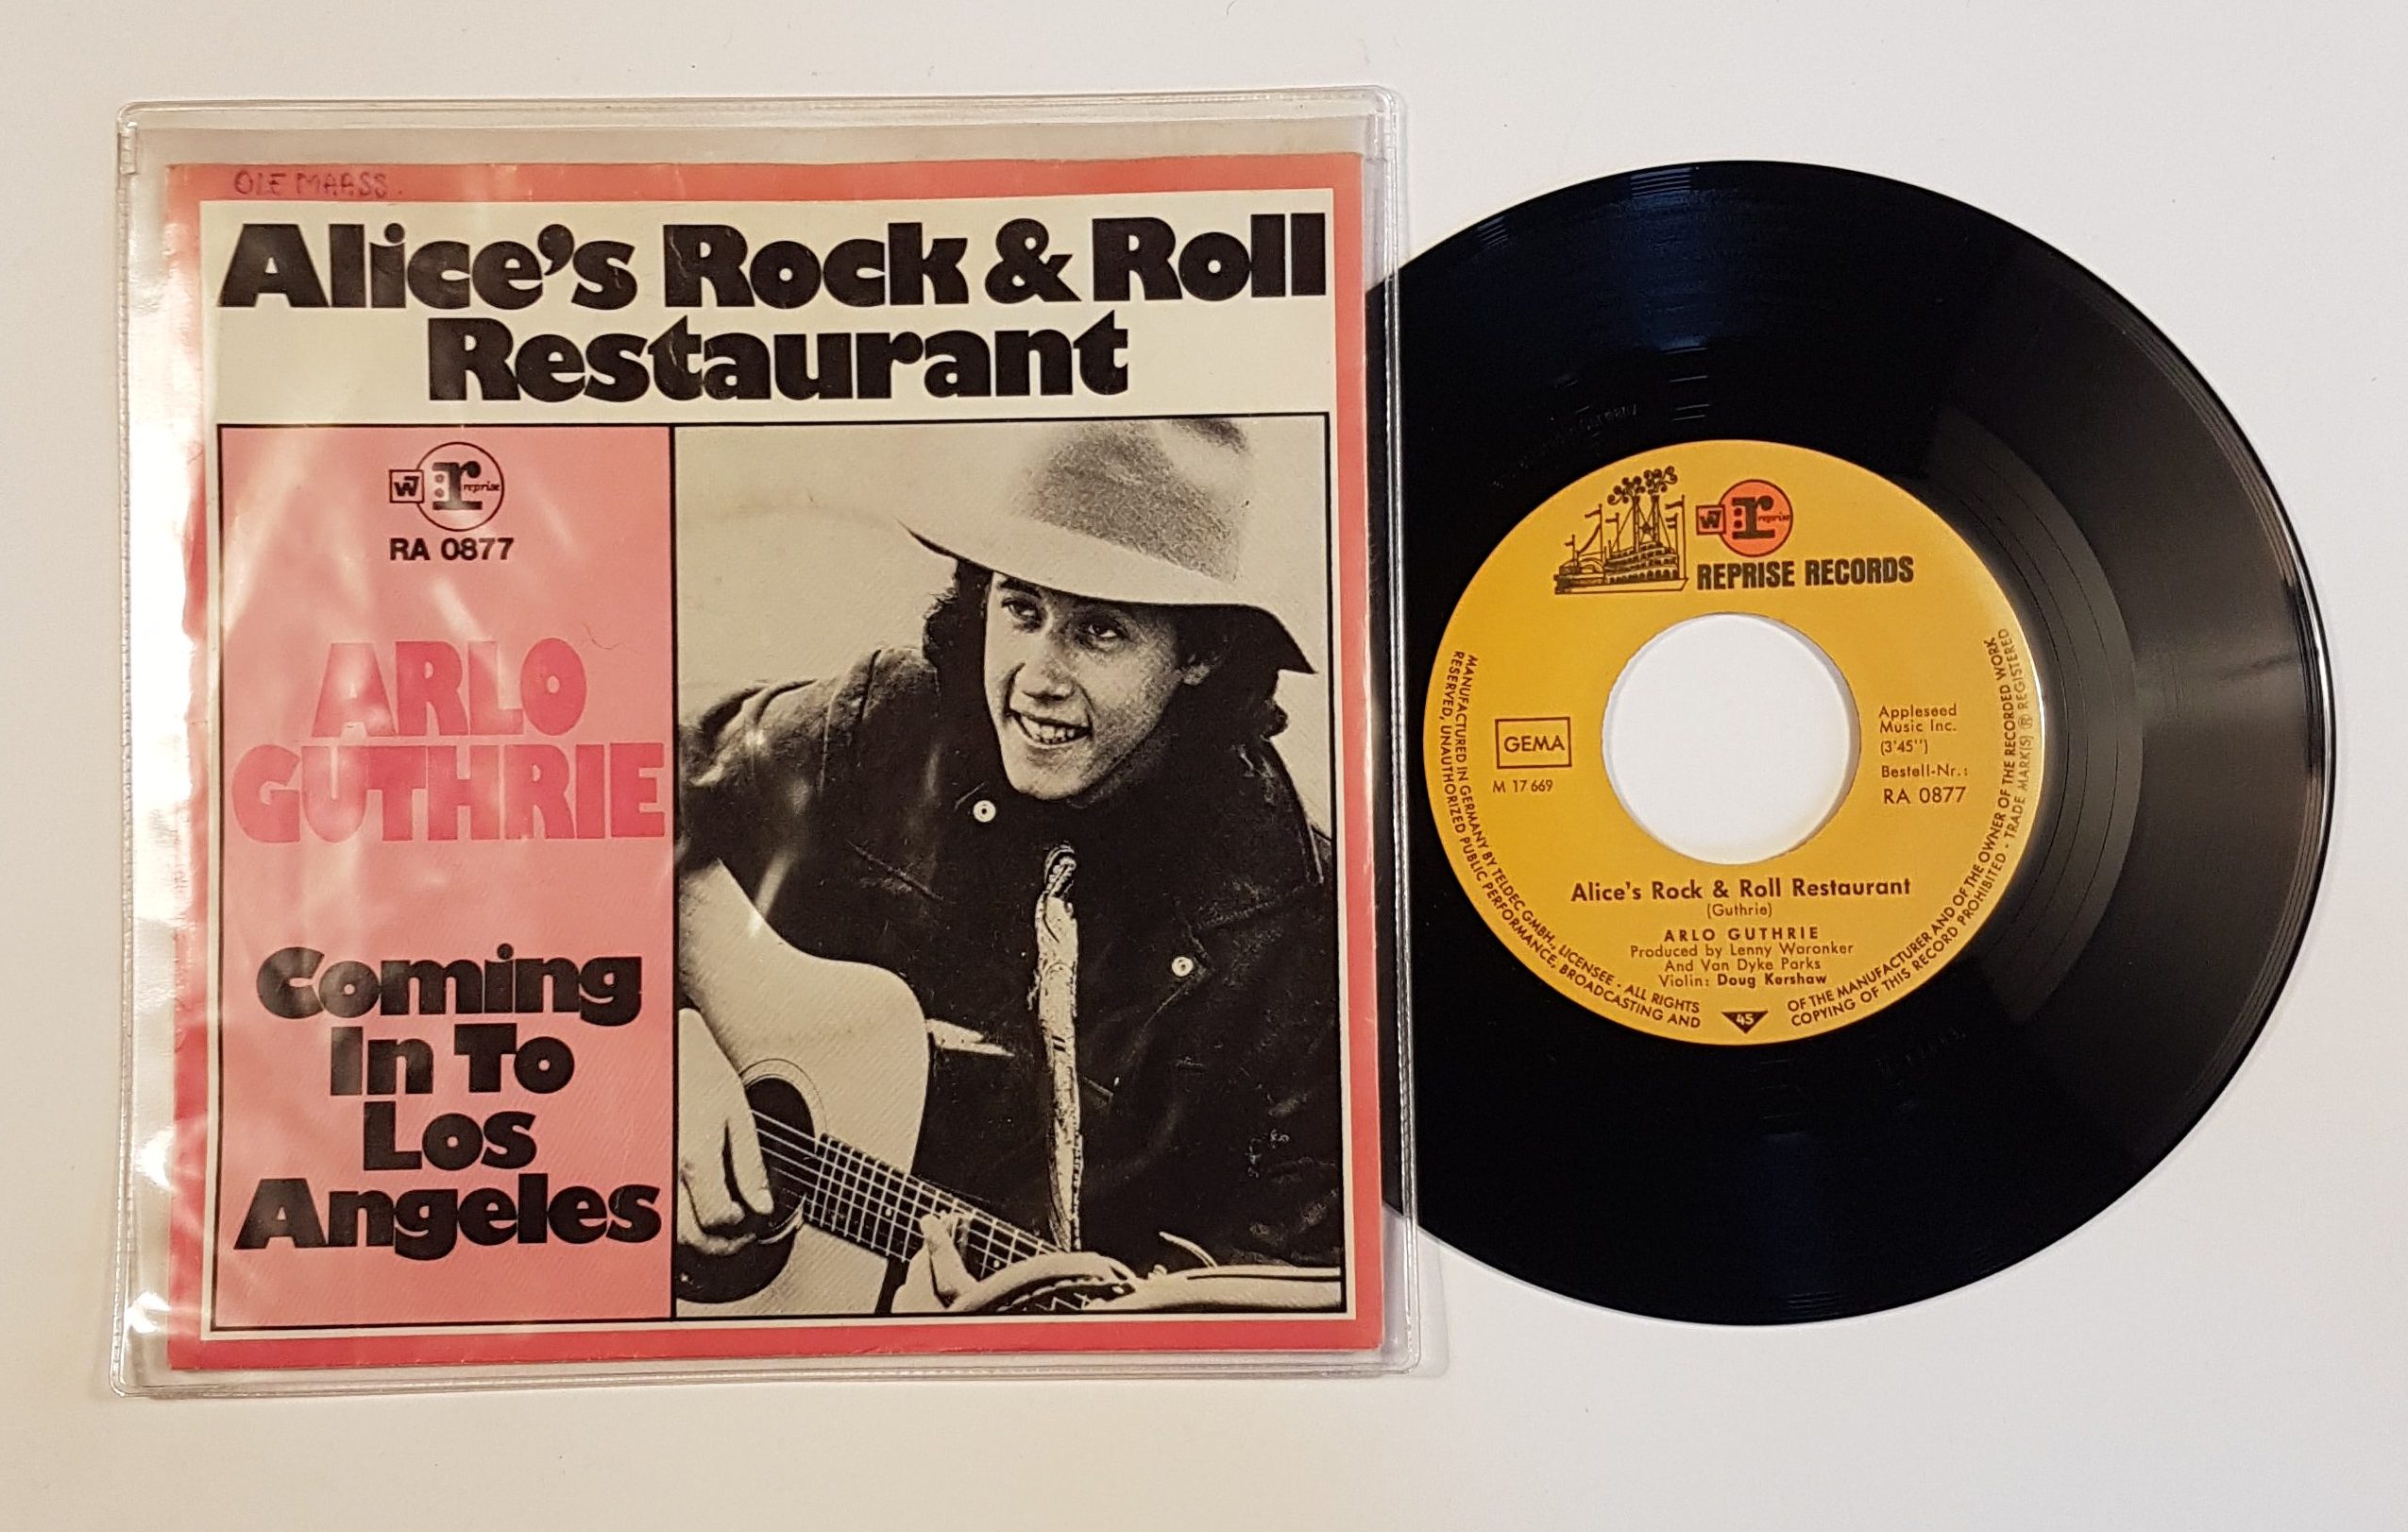 OLE MAASS.
Alice's Rock & Roll
Restaurant
W7 r reprise
RA 0877
ARLO
GUTHRIE
Coming
In To
Los
Angeles
W7 r reprise
REPRISE RECORDS
GEMA
M 17 669
Appleseed
Music Inc.
(3'45'')
Bestell-Nr.:
RA 0877
Alice's Rock & Roll Restaurant
(Guthrie)
ARLO GUTHRIE
Produced by Lenny Waronker
And Van Dyke Parks
Violin: Doug Kershaw
45
MANUFACTURED IN GERMANY BY TELDEC GMBH., LICENSEE · ALL RIGHTS
RESERVED, UNAUTHORIZED PUBLIC PERFORMANCE, BROADCASTING AND
OF THE MANUFACTURER AND OF THE OWNER OF THE RECORDED WORK
COPYING OF THIS RECORD PROHIBITED - TRADE MARK(S) ® REGISTERED